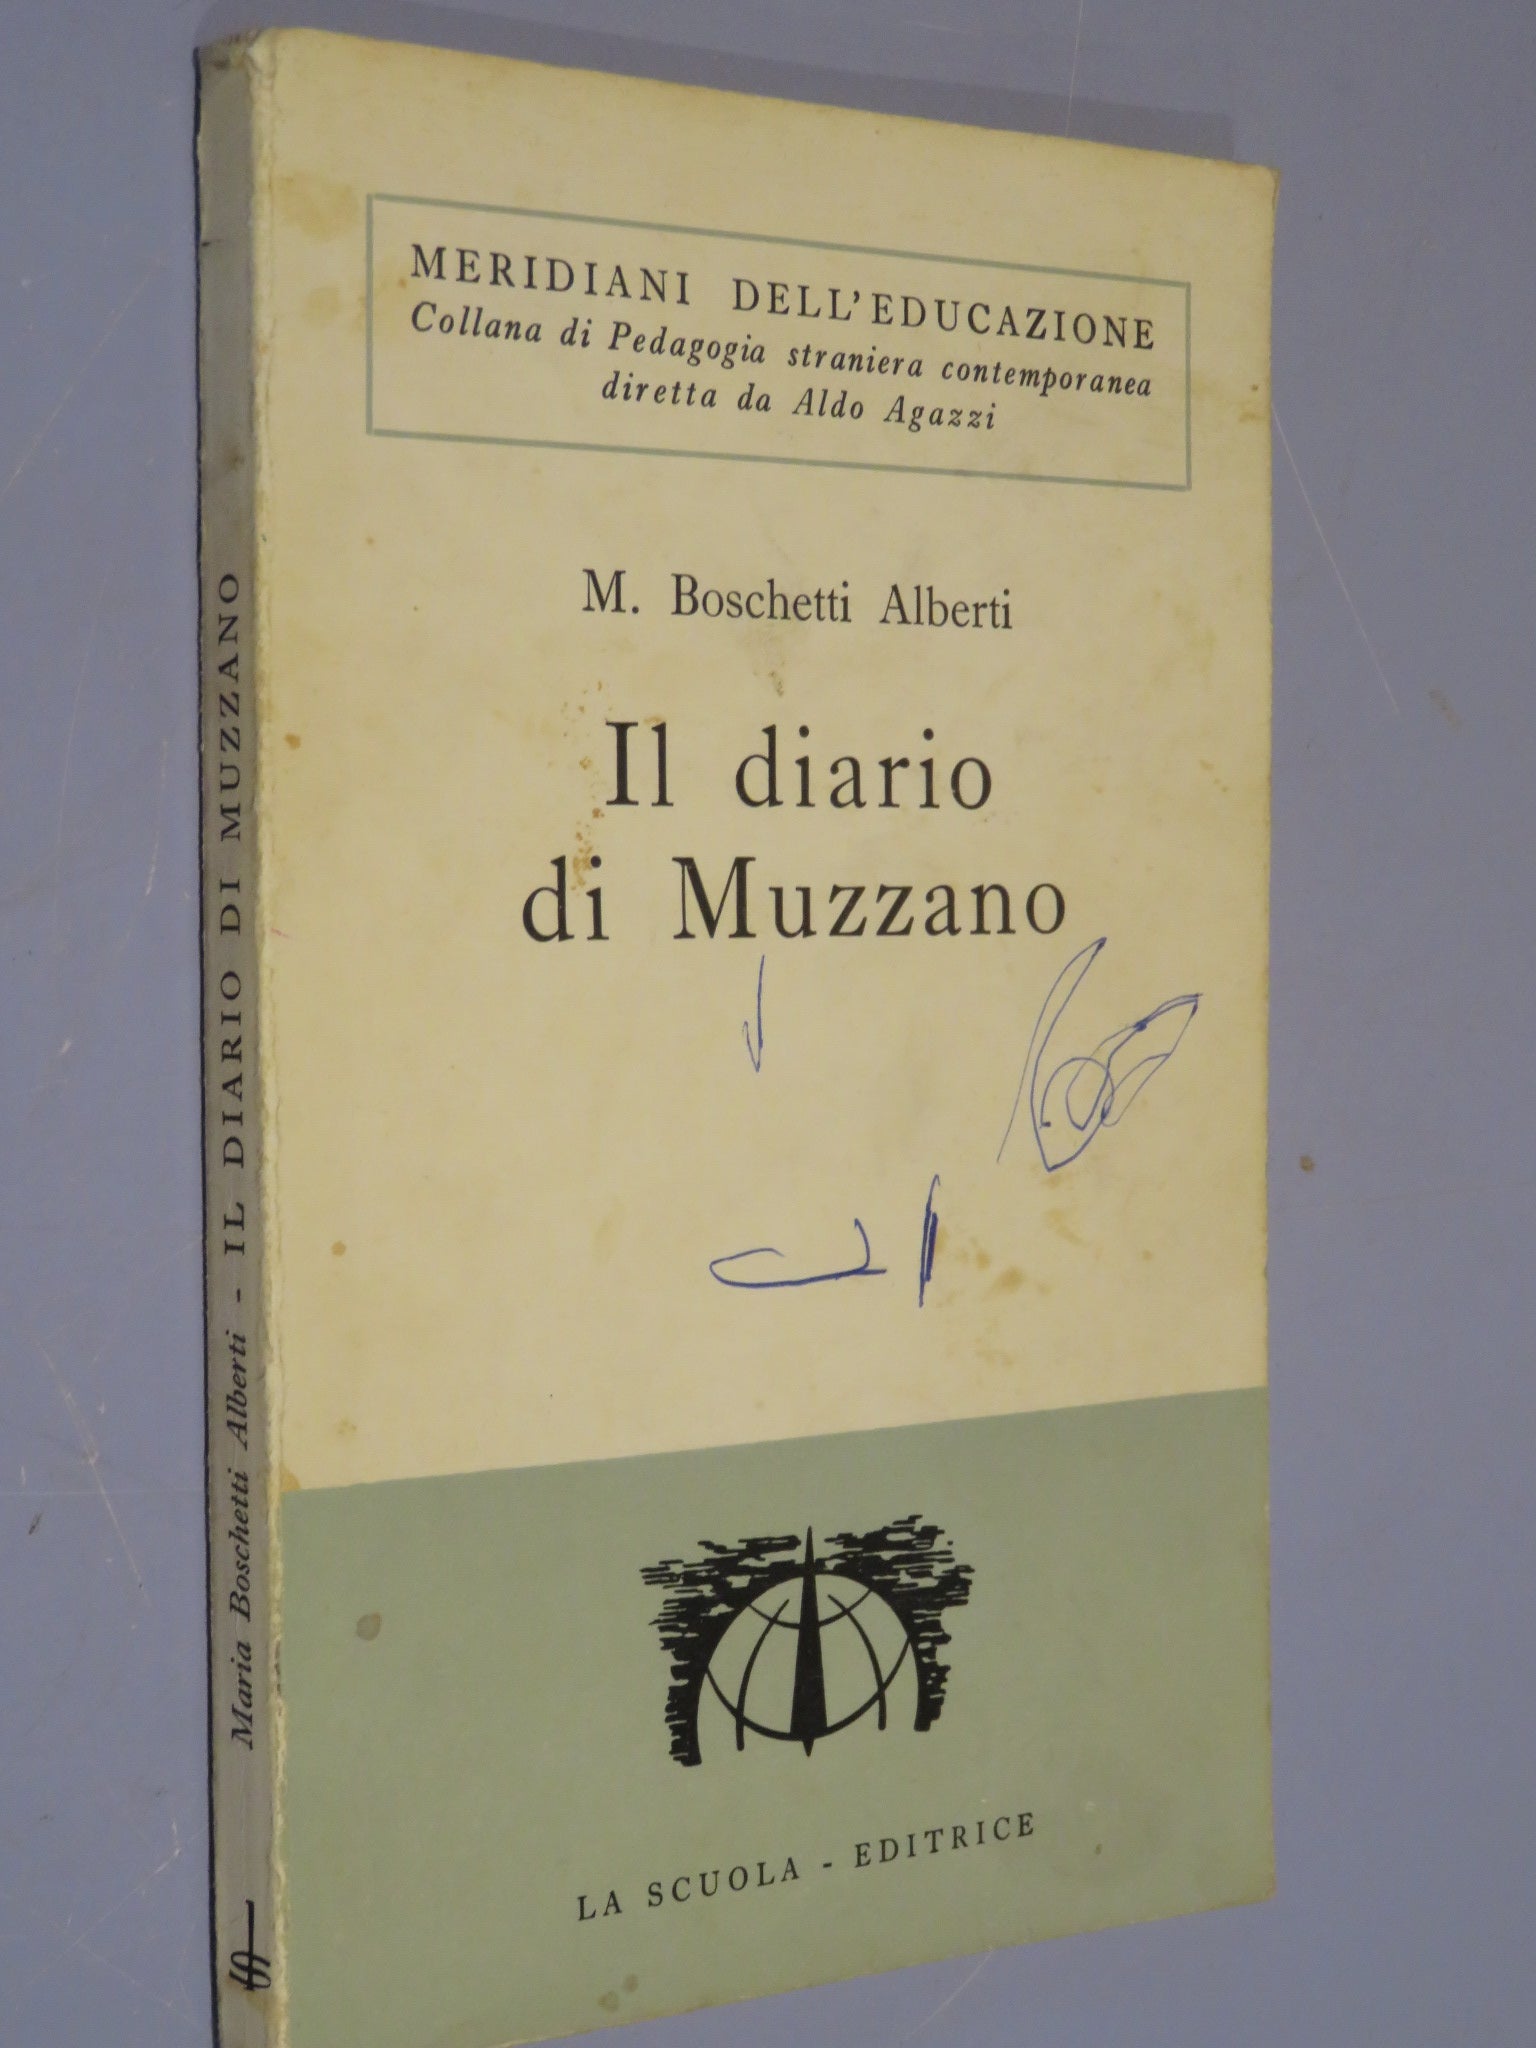 MERIDIANI DELL'EDUCAZIONE
Collana di Pedagogia straniera contemporanea
diretta da Aldo Agazzi
M. Boschetti Alberti
Il diario
di Muzzano
LA SCUOLA - EDITRICE
Maria Boschetti Alberti - IL DIARIO DI MUZZANO